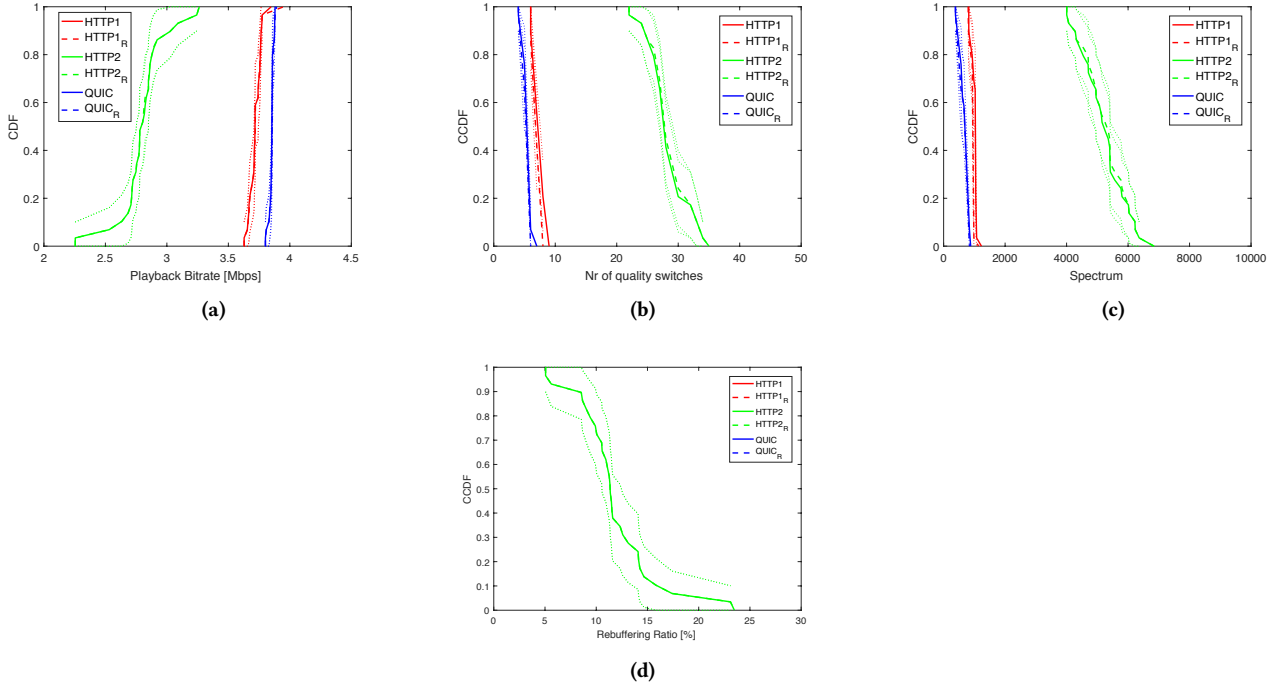 1
0.8
0.6
0.4
0.2
0
CDF
2
2.5
3
3.5
4
4.5
Playback Bitrate [Mbps]
HTTP1
HTTP1R
HTTP2
HTTP2R
QUIC
QUICR
(a)
1
0.8
0.6
0.4
0.2
0
CCDF
0
10
20
30
40
50
Nr of quality switches
HTTP1
HTTP1R
HTTP2
HTTP2R
QUIC
QUICR
(b)
1
0.8
0.6
0.4
0.2
0
CCDF
0
2000
4000
6000
8000
10000
Spectrum
HTTP1
HTTP1R
HTTP2
HTTP2R
QUIC
QUICR
(c)
1
0.9
0.8
0.7
0.6
0.5
0.4
0.3
0.2
0.1
0
CCDF
0
5
10
15
20
25
30
Rebuffering Ratio [%]
HTTP1
HTTP1R
HTTP2
HTTP2R
QUIC
QUICR
(d)